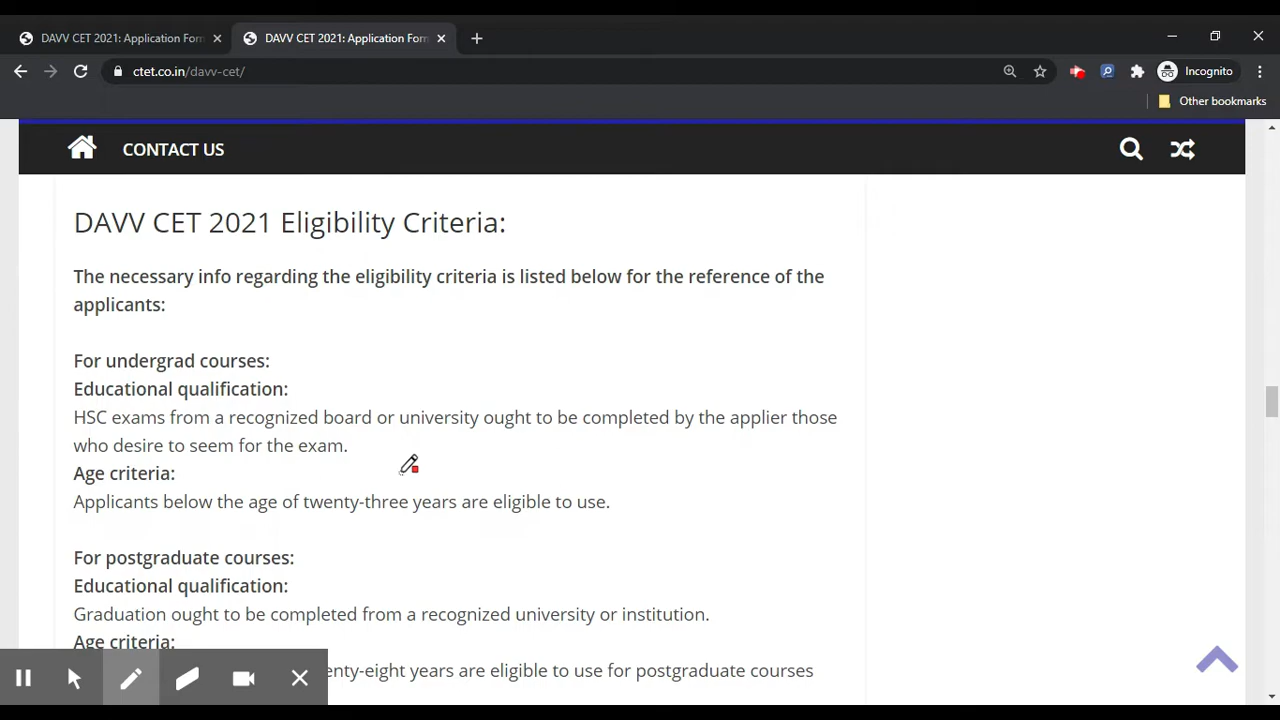 DAVV CET 2021: Application Form
DAVV CET 2021: Application Form
ctet.co.in/davv-cet/
Incognito
Other bookmarks
CONTACT US
DAVV CET 2021 Eligibility Criteria:
The necessary info regarding the eligibility criteria is listed below for the reference of the
applicants:
For undergrad courses:
Educational qualification:
HSC exams from a recognized board or university ought to be completed by the applier those
who desire to seem for the exam.
Age criteria:
Applicants below the age of twenty-three years are eligible to use.
For postgraduate courses:
Educational qualification:
Graduation ought to be completed from a recognized university or institution.
Age criteria:
enty-eight years are eligible to use for postgraduate courses